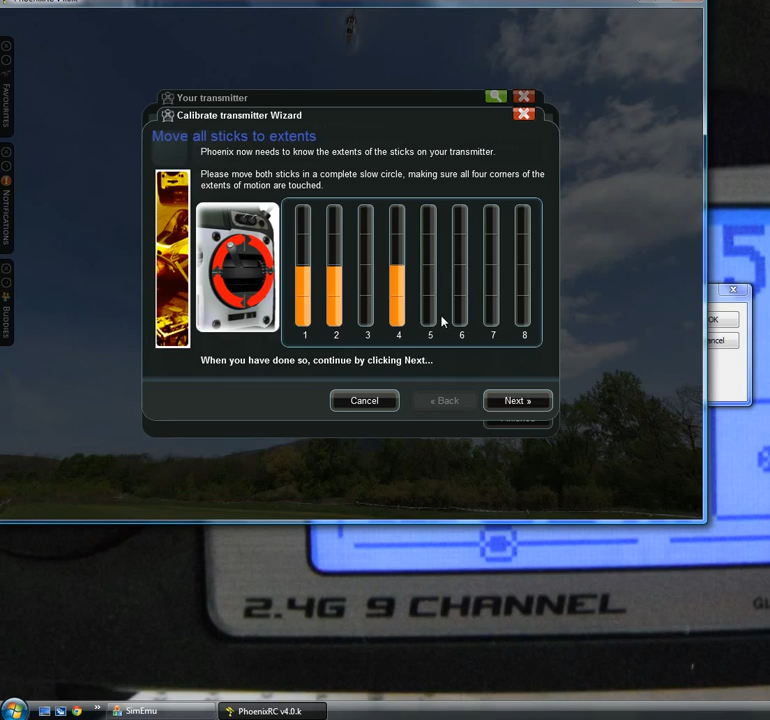 Your transmitter
Calibrate transmitter Wizard
Move all sticks to extents
Phoenix now needs to know the extents of the sticks on your transmitter.
Please move both sticks in a complete slow circle, making sure all four corners of the
extents of motion are touched.
1 2 3 4 5 6 7 8
When you have done so, continue by clicking Next...
Cancel
« Back
Next »
FAVOURITES
NOTIFICATIONS
BUDDIES
OK
5
2.4G 9 CHANNEL
SimEmu
PhoenixRC v4.0.k